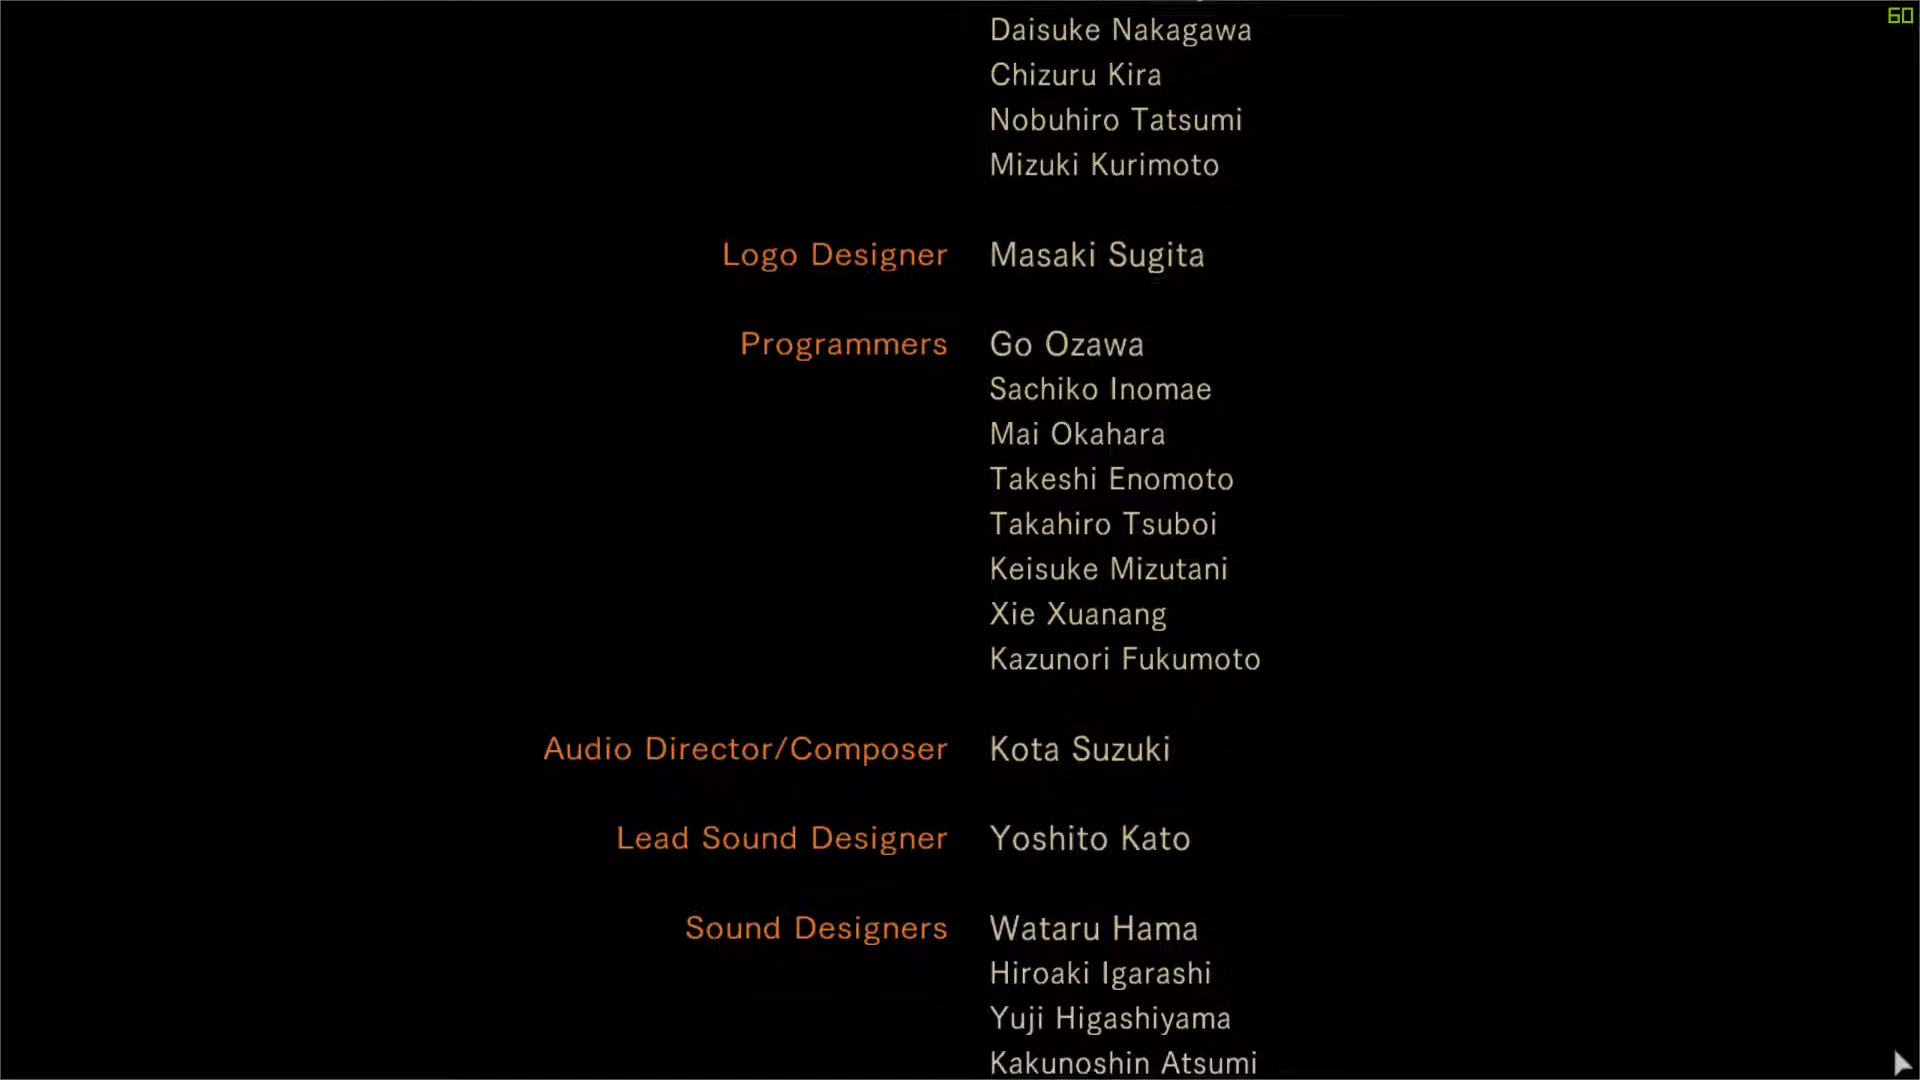 60
Daisuke Nakagawa
Chizuru Kira
Nobuhiro Tatsumi
Mizuki Kurimoto
Logo Designer Masaki Sugita
Programmers Go Ozawa
Sachiko Inomae
Mai Okahara
Takeshi Enomoto
Takahiro Tsuboi
Keisuke Mizutani
Xie Xuanang
Kazunori Fukumoto
Audio Director/Composer Kota Suzuki
Lead Sound Designer Yoshito Kato
Sound Designers Wataru Hama
Hiroaki Igarashi
Yuji Higashiyama
Kakunoshin Atsumi